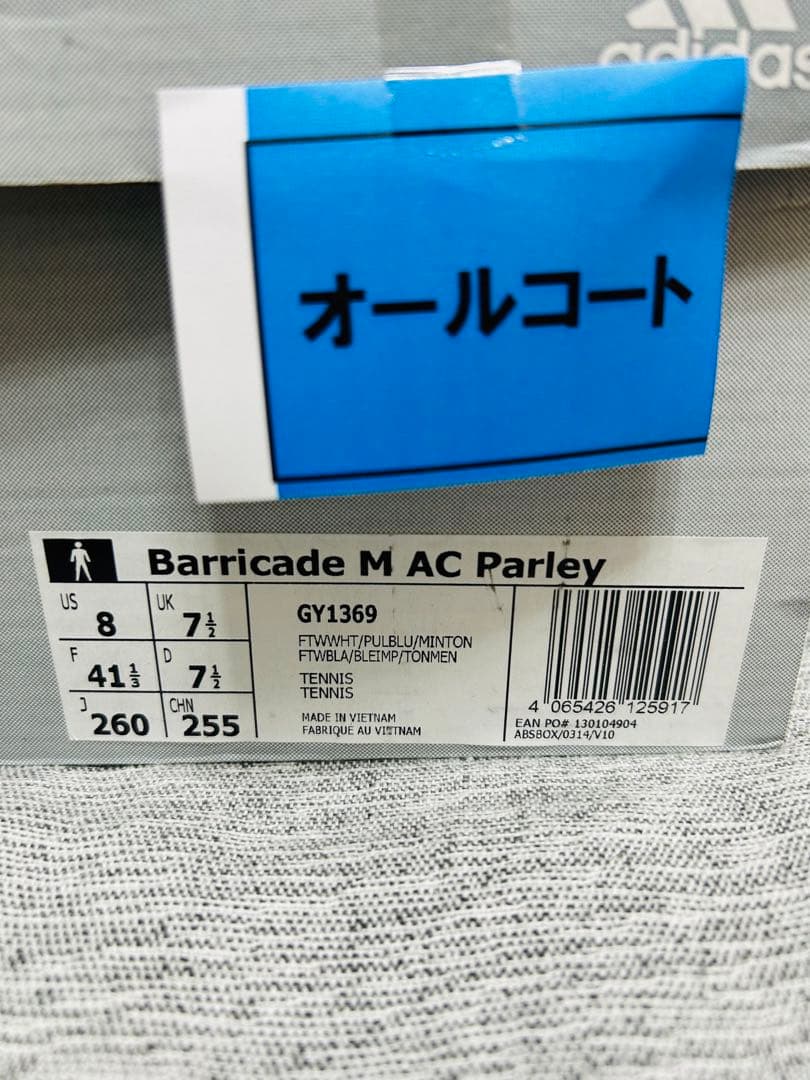 adidas
オールコート
Barricade M AC Parley
US 8 UK 7½
F 41⅓ D 7½
J 260 CHN 255
GY1369
FTWWHT/PULBLU/MINTON
FTWBLA/BLEIMP/TONMEN
TENNIS
TENNIS
MADE IN VIETNAM
FABRIQUE AU VIETNAM
4 065426 125917
EAN PO# 130104904
ABSBOX/0314/V10